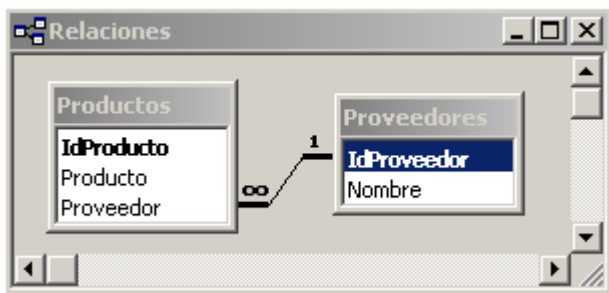 Relaciones
Productos
IdProducto
Producto
Proveedor
∞
1
Proveedores
IdProveedor
Nombre